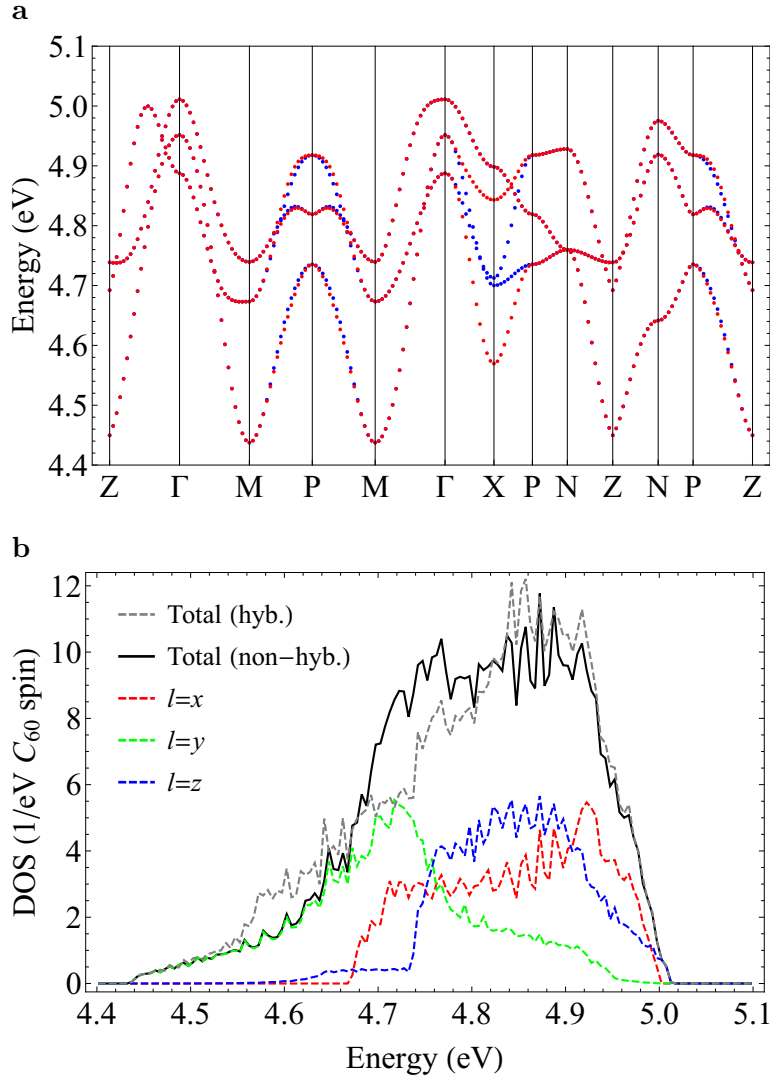 a
5.1
5.0
4.9
4.8
4.7
4.6
4.5
4.4
Energy (eV)
Z Γ M P M Γ X P N Z N P Z
b
12
10
8
6
4
2
0
DOS (1/eV C60 spin)
Total (hyb.)
Total (non-hyb.)
l=x
l=y
l=z
4.4 4.5 4.6 4.7 4.8 4.9 5.0 5.1
Energy (eV)